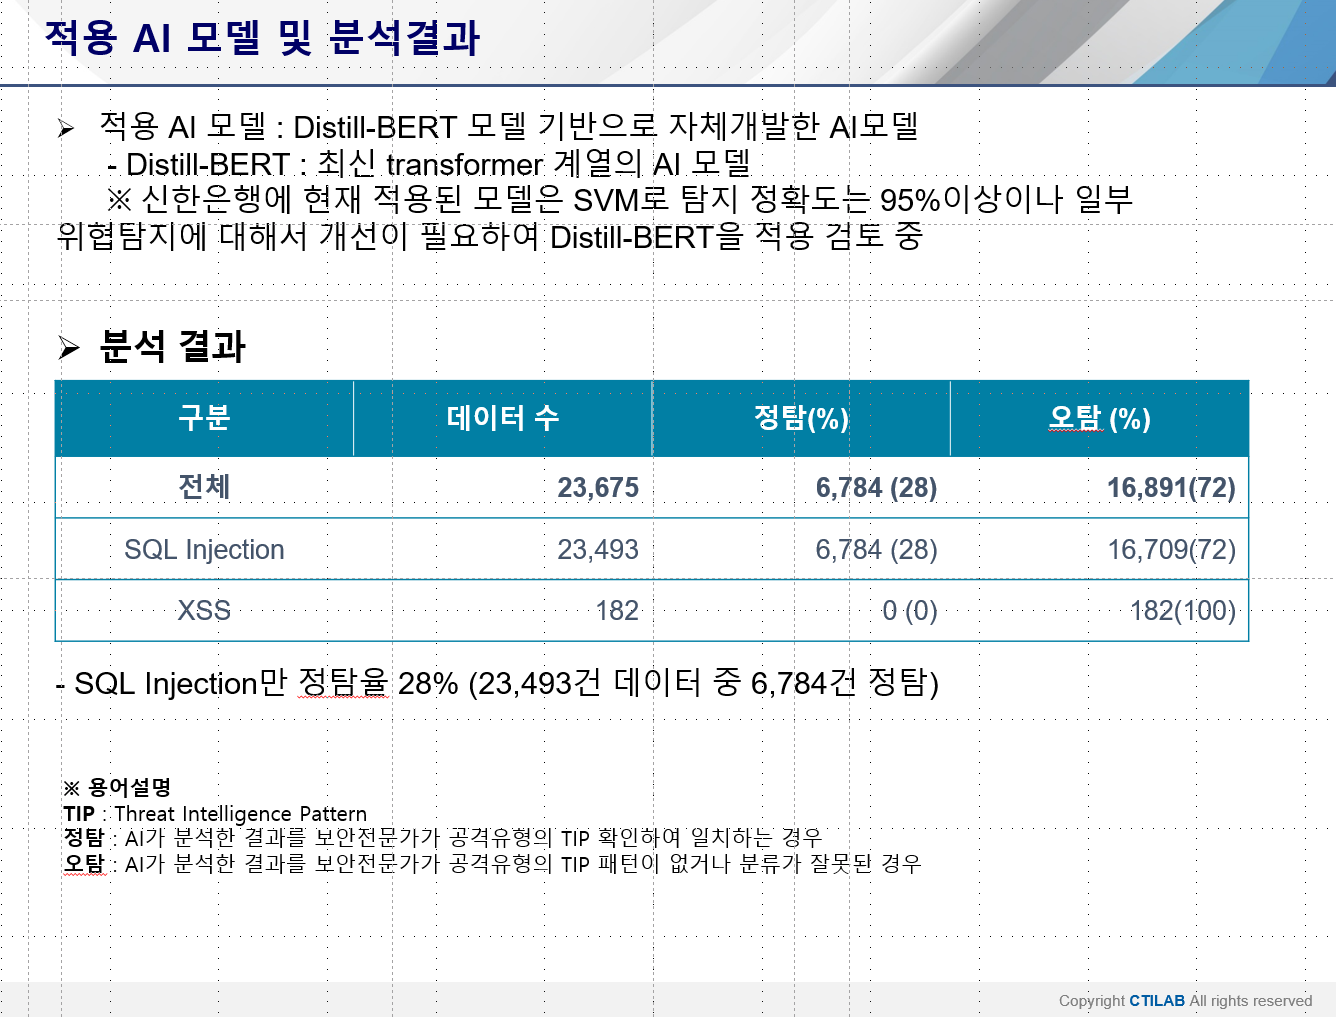 적용 AI 모델 및 분석결과
➢ 적용 AI 모델 : Distill-BERT 모델 기반으로 자체개발한 AI모델
- Distill-BERT : 최신 transformer 계열의 AI 모델
※ 신한은행에 현재 적용된 모델은 SVM로 탐지 정확도는 95%이상이나 일부
위협탐지에 대해서 개선이 필요하여 Distill-BERT을 적용 검토 중
➢ 분석 결과
구분 데이터 수 정탐(%) 오탐 (%)
전체 23,675 6,784 (28) 16,891(72)
SQL Injection 23,493 6,784 (28) 16,709(72)
XSS 182 0 (0) 182(100)
- SQL Injection만 정탐율 28% (23,493건 데이터 중 6,784건 정탐)
※ 용어설명
TIP : Threat Intelligence Pattern
정탐 : AI가 분석한 결과를 보안전문가가 공격유형의 TIP 확인하여 일치하는 경우
오탐 : AI가 분석한 결과를 보안전문가가 공격유형의 TIP 패턴이 없거나 분류가 잘못된 경우
Copyright CTILAB All rights reserved